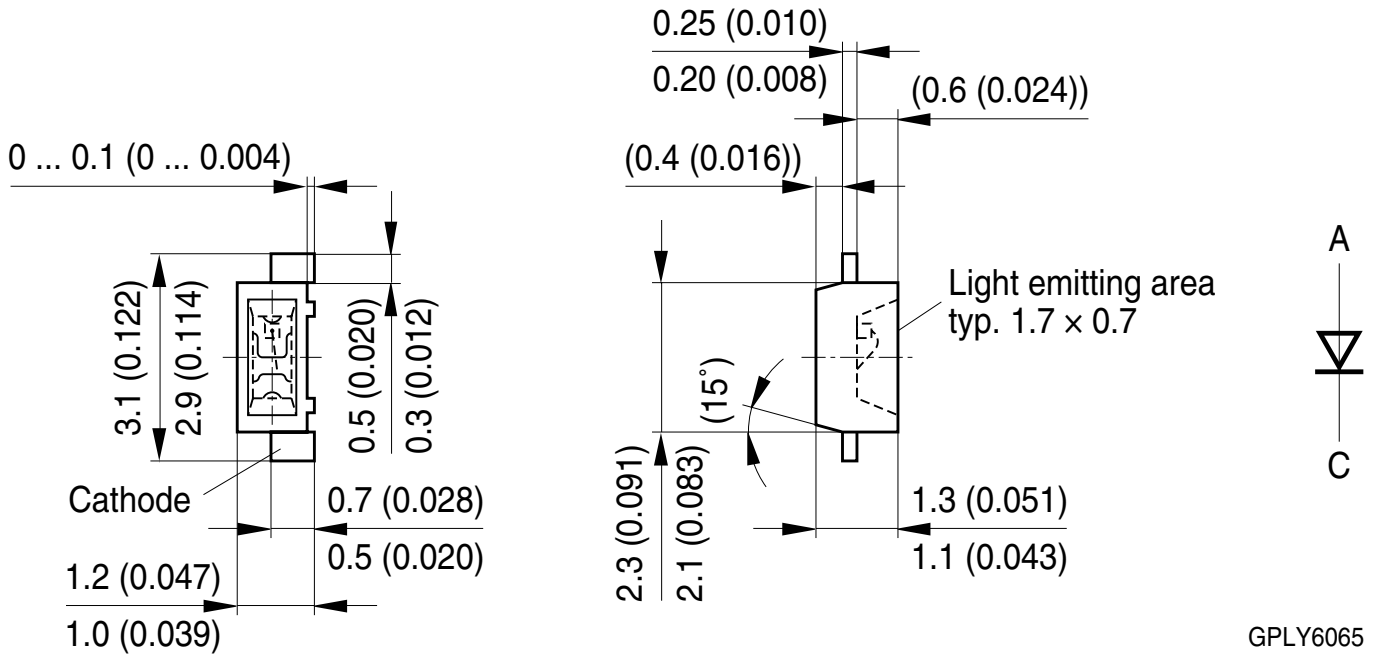 0.25 (0.010)
0.20 (0.008)
(0.6 (0.024))
0 ... 0.1 (0 ... 0.004)
(0.4 (0.016))
3.1 (0.122)
2.9 (0.114)
0.5 (0.020)
0.3 (0.012)
Cathode
0.7 (0.028)
0.5 (0.020)
1.2 (0.047)
1.0 (0.039)
Light emitting area
typ. 1.7 × 0.7
(15°)
2.3 (0.091)
2.1 (0.083)
1.3 (0.051)
1.1 (0.043)
A
C
GPLY6065